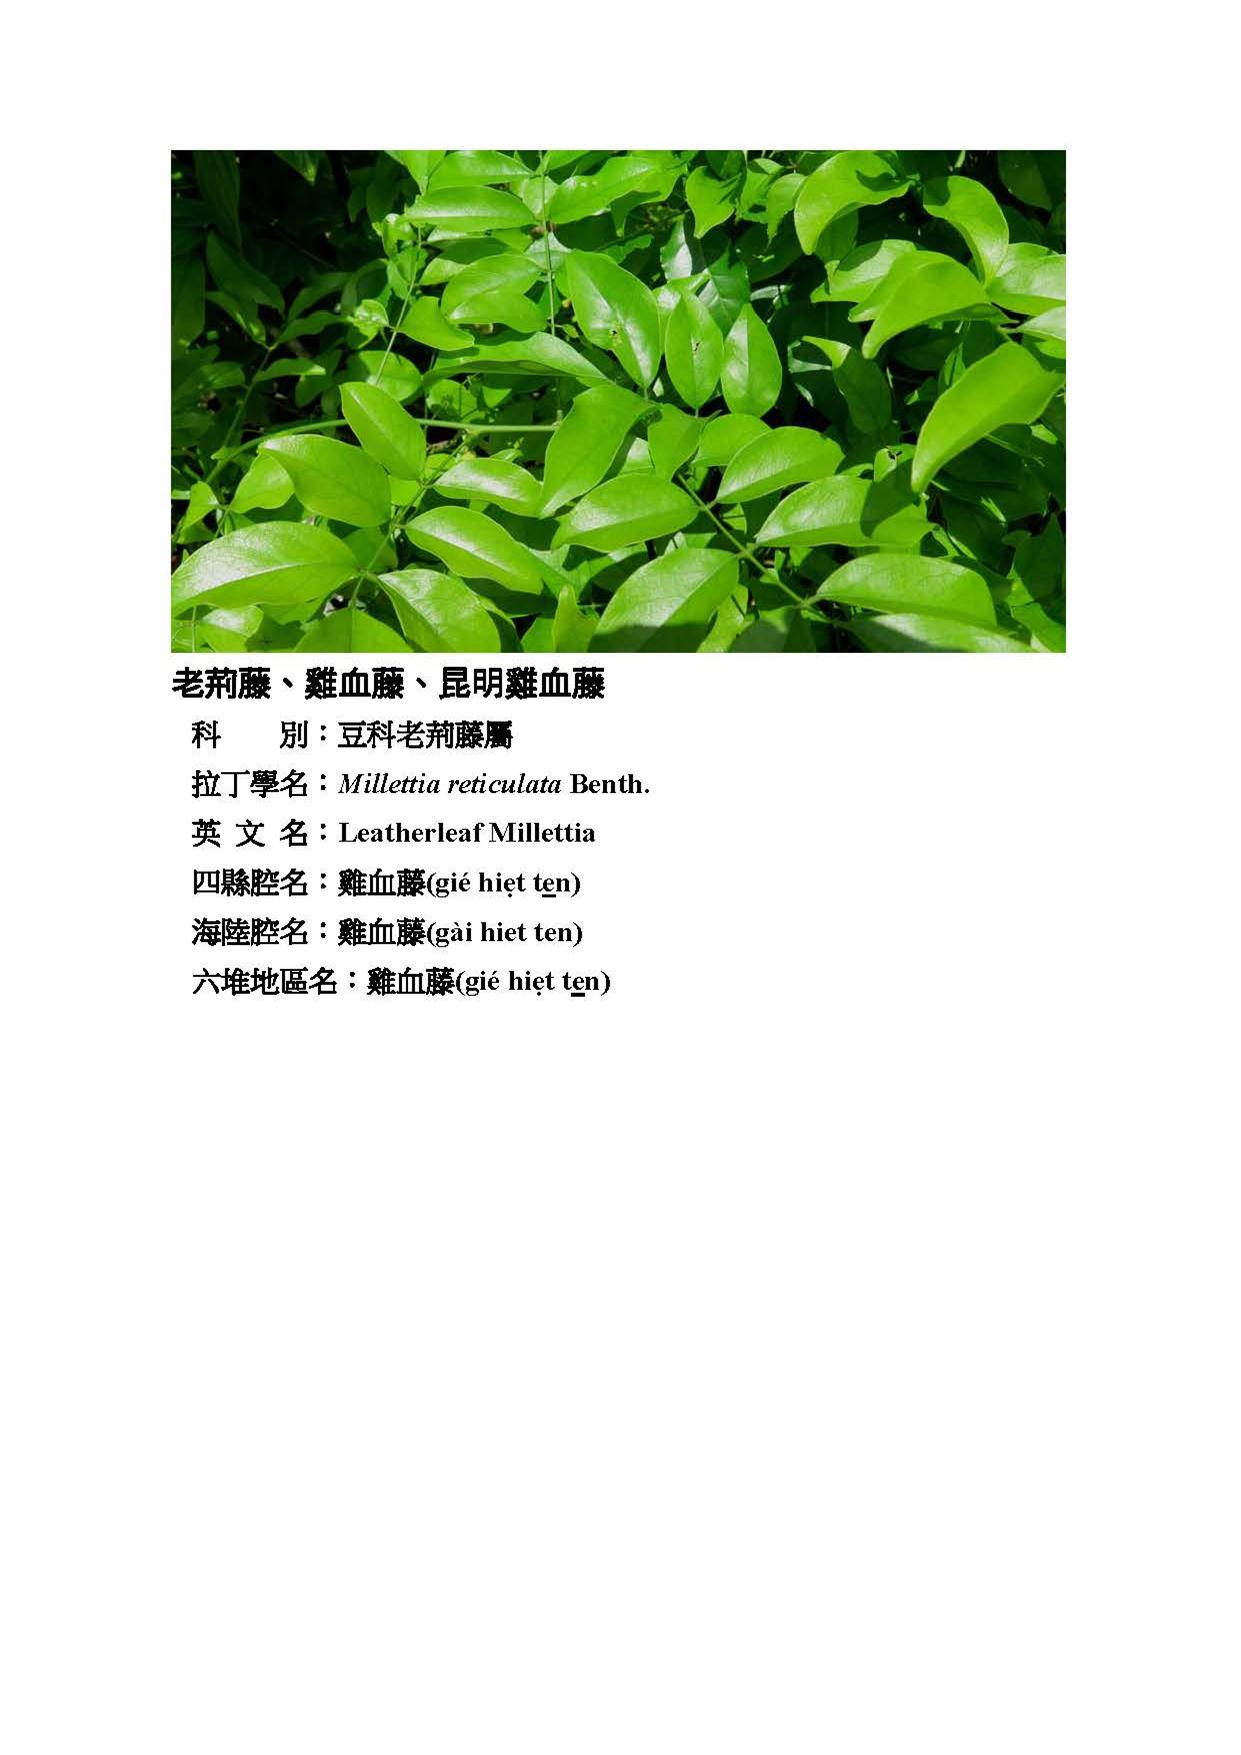 老荊藤、雞血藤、昆明雞血藤
科　　別：豆科老荊藤屬
拉丁學名：Millettia reticulata Benth.
英 文 名：Leatherleaf Millettia
四縣腔名：雞血藤(gié hiẹt te̲n)
海陸腔名：雞血藤(gài hiet ten)
六堆地區名：雞血藤(gié hiẹt te̲n)